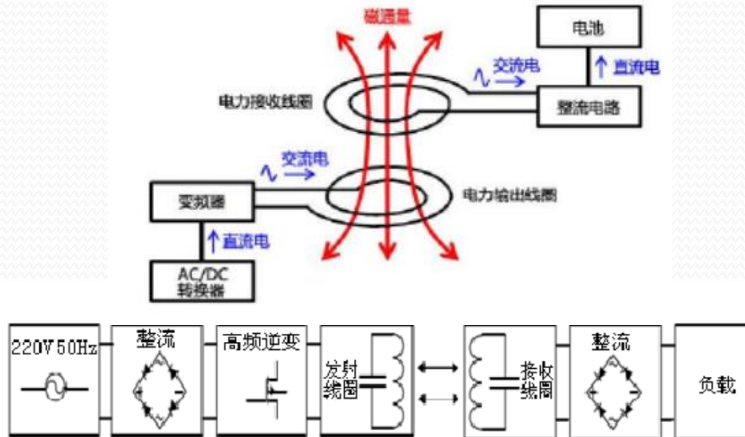 磁通量
电池
交流电
直流电
电力接收线圈
整流电路
交流电
变频器
电力输出线圈
直流电
AC/DC
转换器
220V50Hz
整流
高频逆变
发射
线圈
接收
线圈
整流
负载